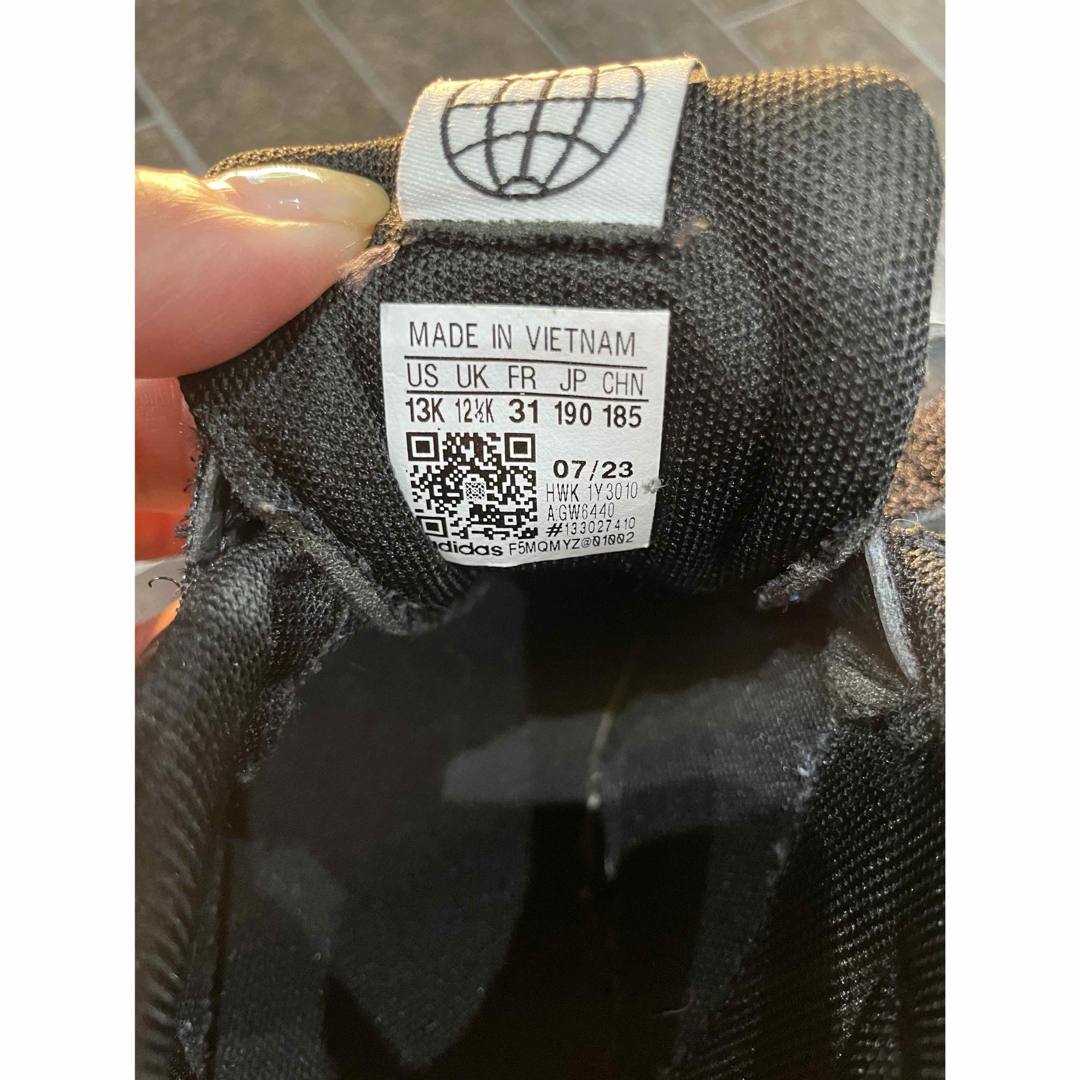 MADE IN VIETNAM
US UK FR JP CHN
13K 12½K 31 190 185
07/23
HWK 1Y3010
A:GW6440
#133027410
adidas F5MQMYZ@01002